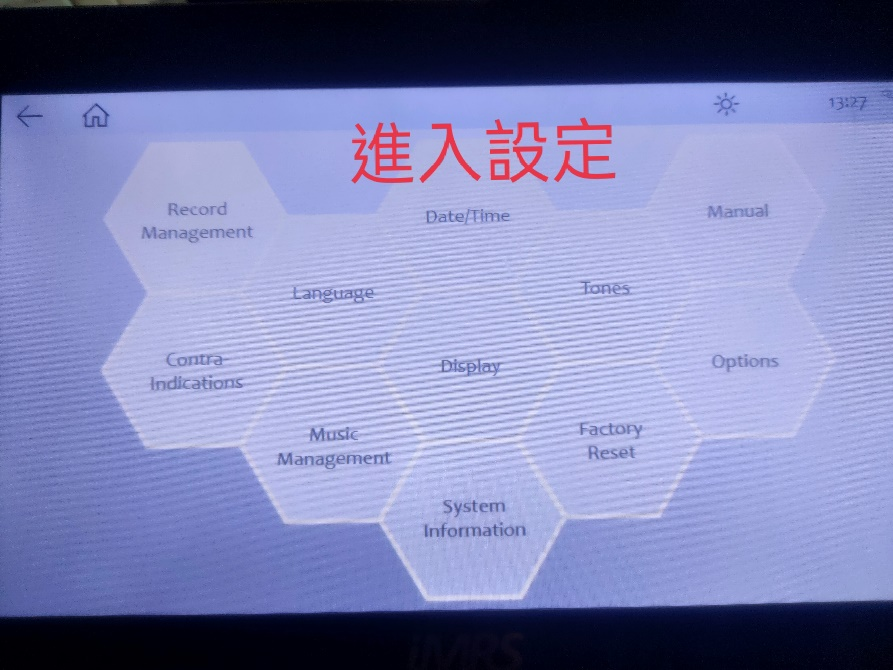 13:27
進入設定
Record
Management
Date/Time
Manual
Language
Tones
Contra-
Indications
Display
Options
Music
Management
Factory
Reset
System
Information
iMRS